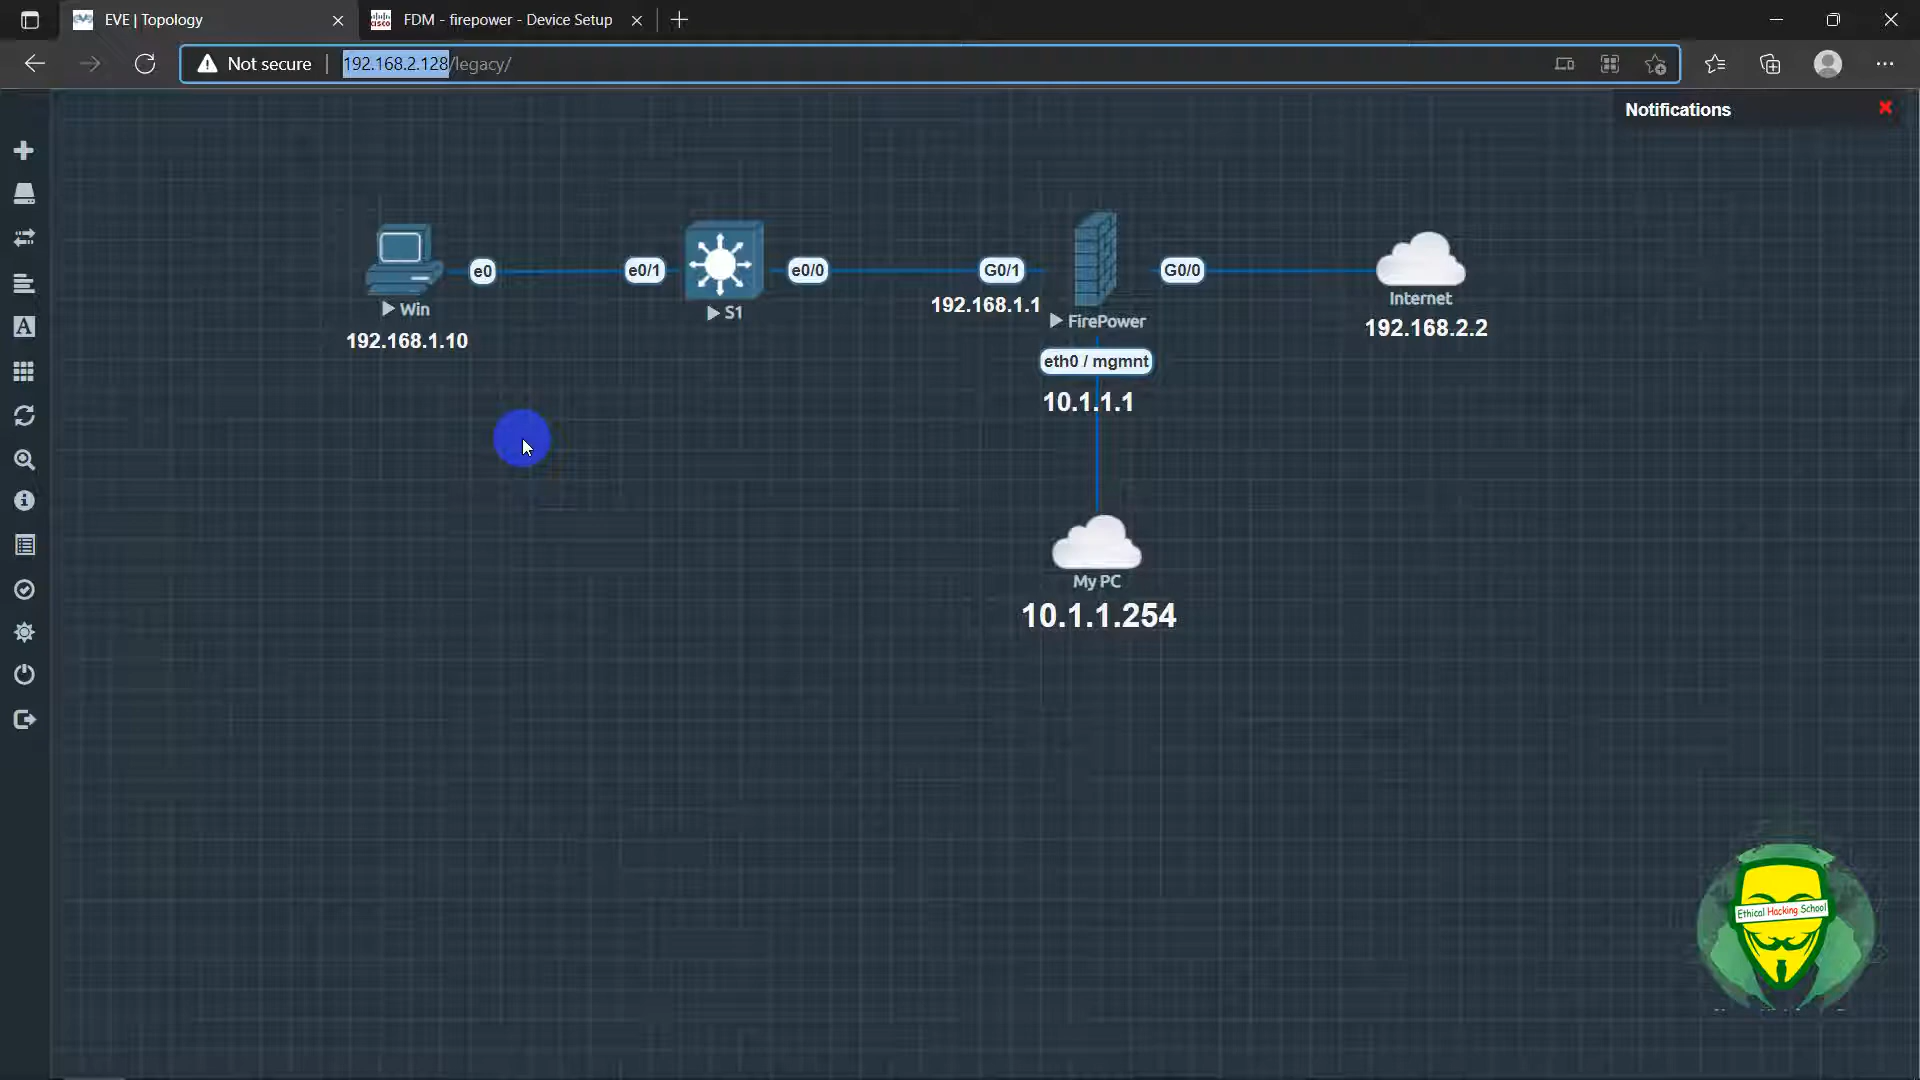 EVE | Topology
FDM - firepower - Device Setup
Not secure
192.168.2.128/legacy/
Notifications
e0
e0/1
e0/0
G0/1
G0/0
192.168.1.1
Internet
Win
S1
FirePower
192.168.2.2
192.168.1.10
eth0 / mgmnt
10.1.1.1
My PC
10.1.1.254
Ethical Hacking School